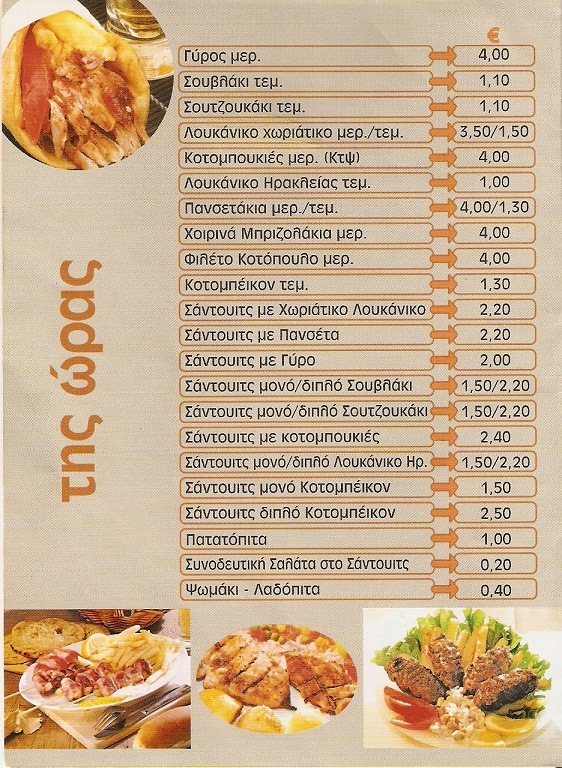 €
Γύρος μερ. 4,00
Σουβλάκι τεμ. 1,10
Σουτζουκάκι τεμ. 1,10
Λουκάνικο χωριάτικο μερ./τεμ. 3,50/1,50
Κοτομπουκιές μερ. (Κτψ) 4,00
Λουκάνικο Ηρακλείας τεμ. 1,00
Πανσετάκια μερ./τεμ. 4,00/1,30
Χοιρινά Μπριζολάκια μερ. 4,00
Φιλέτο Κοτόπουλο μερ. 4,00
Κοτομπέικον τεμ. 1,30
Σάντουιτς με Χωριάτικο Λουκάνικο 2,20
Σάντουιτς με Πανσέτα 2,20
Σάντουιτς με Γύρο 2,00
Σάντουιτς μονό/διπλό Σουβλάκι 1,50/2,20
Σάντουιτς μονό/διπλό Σουτζουκάκι 1,50/2,20
Σάντουιτς με κοτομπουκιές 2,40
Σάντουιτς μονό/διπλό Λουκάνικο Ηρ. 1,50/2,20
Σάντουιτς μονό Κοτομπέικον 1,50
Σάντουιτς διπλό Κοτομπέικον 2,50
Πατατόπιτα 1,00
Συνοδευτική Σαλάτα στο Σάντουιτς 0,20
Ψωμάκι - Λαδόπιτα 0,40
της ώρας